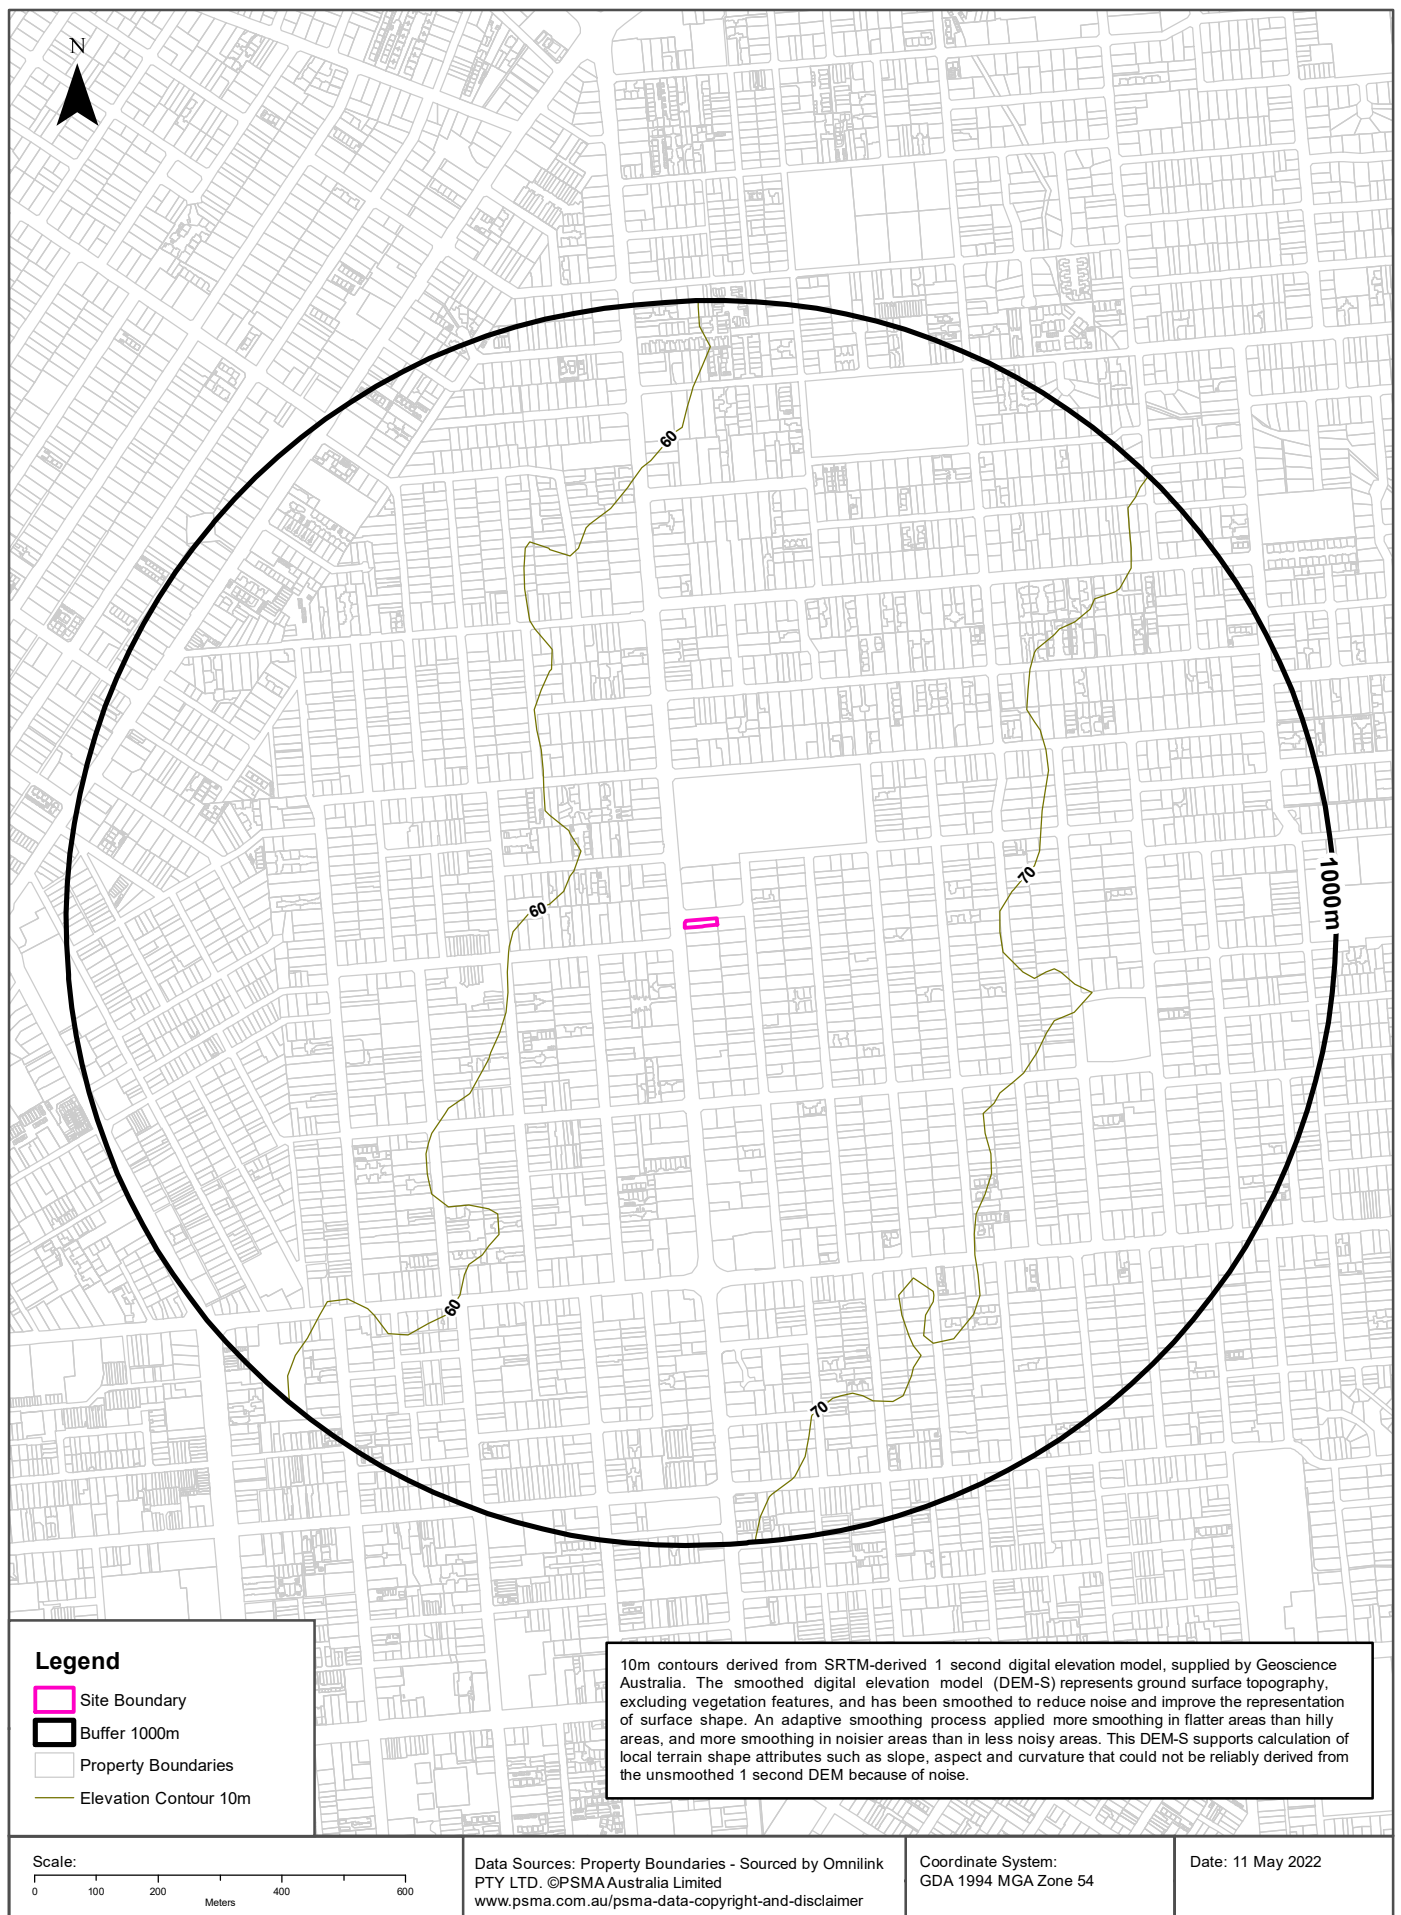 N
60
1000m
70
60
60
70
Legend
Site Boundary
Buffer 1000m
Property Boundaries
Elevation Contour 10m
10m contours derived from SRTM-derived 1 second digital elevation model, supplied by Geoscience
Australia. The smoothed digital elevation model (DEM-S) represents ground surface topography,
excluding vegetation features, and has been smoothed to reduce noise and improve the representation
of surface shape. An adaptive smoothing process applied more smoothing in flatter areas than hilly
areas, and more smoothing in noisier areas than in less noisy areas. This DEM-S supports calculation of
local terrain shape attributes such as slope, aspect and curvature that could not be reliably derived from
the unsmoothed 1 second DEM because of noise.
Scale:
0 100 200 400 600
Meters
Data Sources: Property Boundaries - Sourced by Omnilink
PTY LTD. ©PSMA Australia Limited
www.psma.com.au/psma-data-copyright-and-disclaimer
Coordinate System:
GDA 1994 MGA Zone 54
Date: 11 May 2022